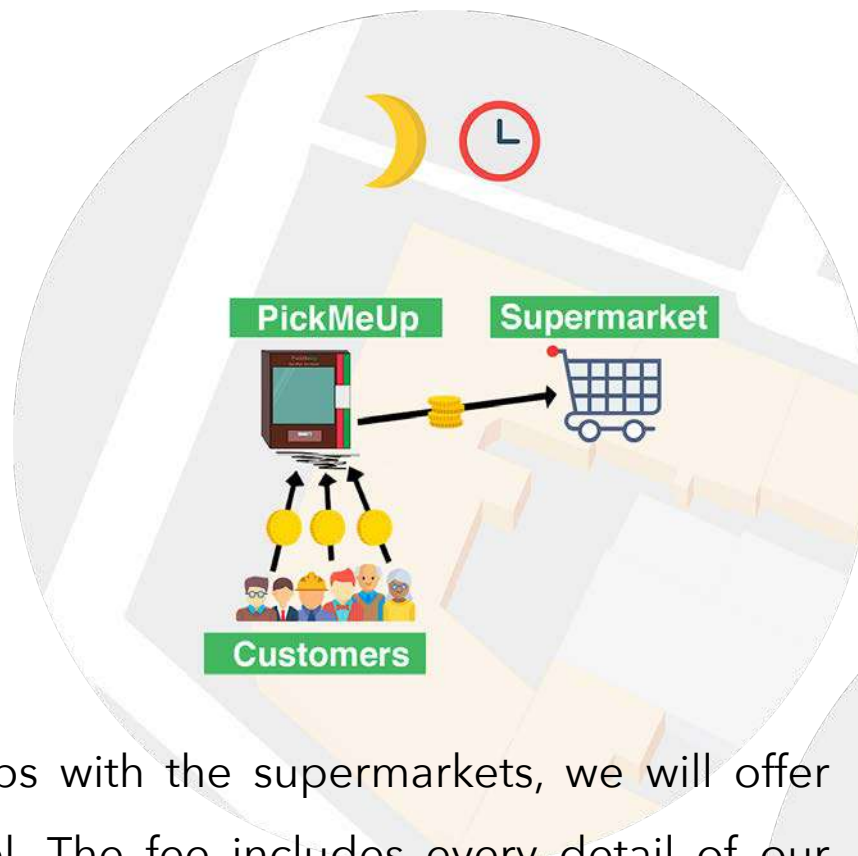 PickMeUp
Supermarket
Customers
with the supermarkets, we will offer
The fee includes every detail of our